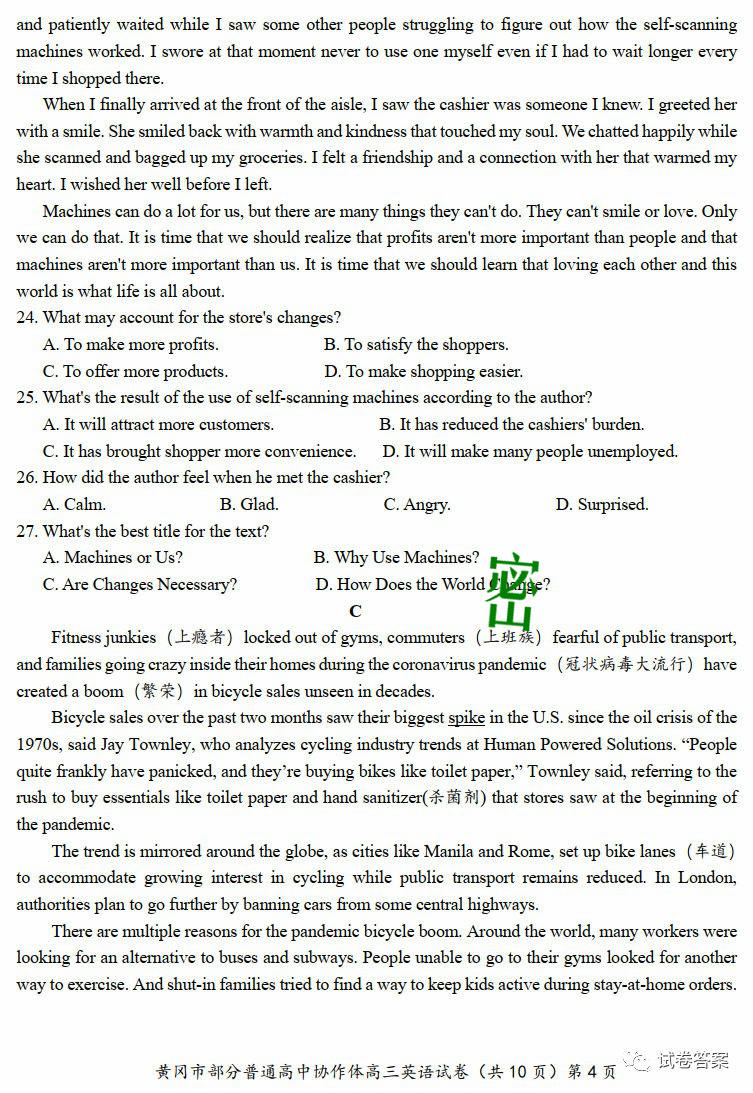 and patiently waited while I saw some other people struggling to figure out how the self-scanning
machines worked. I swore at that moment never to use one myself even if I had to wait longer every
time I shopped there.
When I finally arrived at the front of the aisle, I saw the cashier was someone I knew. I greeted her
with a smile. She smiled back with warmth and kindness that touched my soul. We chatted happily while
she scanned and bagged up my groceries. I felt a friendship and a connection with her that warmed my
heart. I wished her well before I left.
Machines can do a lot for us, but there are many things they can't do. They can't smile or love. Only
we can do that. It is time that we should realize that profits aren't more important than people and that
machines aren't more important than us. It is time that we should learn that loving each other and this
world is what life is all about.
24. What may account for the store's changes?
A. To make more profits. B. To satisfy the shoppers.
C. To offer more products. D. To make shopping easier.
25. What's the result of the use of self-scanning machines according to the author?
A. It will attract more customers. B. It has reduced the cashiers' burden.
C. It has brought shopper more convenience. D. It will make many people unemployed.
26. How did the author feel when he met the cashier?
A. Calm. B. Glad. C. Angry. D. Surprised.
27. What's the best title for the text?
A. Machines or Us? B. Why Use Machines?
C. Are Changes Necessary? D. How Does the World Change?
密
C
Fitness junkies（上瘾者）locked out of gyms, commuters（上班族）fearful of public transport,
and families going crazy inside their homes during the coronavirus pandemic（冠状病毒大流行）have
created a boom（繁荣）in bicycle sales unseen in decades.
Bicycle sales over the past two months saw their biggest spike in the U.S. since the oil crisis of the
1970s, said Jay Townley, who analyzes cycling industry trends at Human Powered Solutions. “People
quite frankly have panicked, and they’re buying bikes like toilet paper,” Townley said, referring to the
rush to buy essentials like toilet paper and hand sanitizer(杀菌剂) that stores saw at the beginning of
the pandemic.
The trend is mirrored around the globe, as cities like Manila and Rome, set up bike lanes（车道）
to accommodate growing interest in cycling while public transport remains reduced. In London,
authorities plan to go further by banning cars from some central highways.
There are multiple reasons for the pandemic bicycle boom. Around the world, many workers were
looking for an alternative to buses and subways. People unable to go to their gyms looked for another
way to exercise. And shut-in families tried to find a way to keep kids active during stay-at-home orders.
黄冈市部分普通高中协作体高三英语试卷（共 10 页）第 4 页
试卷答案